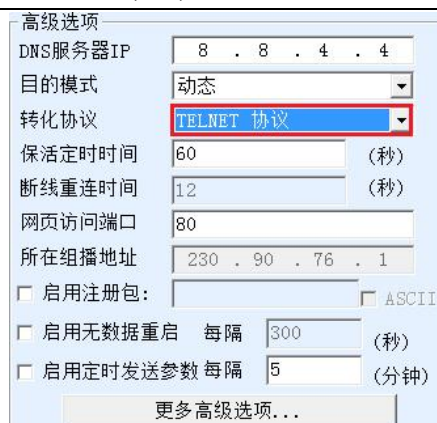 高级选项
DNS服务器IP 8 . 8 . 4 . 4
目的模式 动态
转化协议 TELNET 协议
保活定时时间 60 (秒)
断线重连时间 12 (秒)
网页访问端口 80
所在组播地址 230 . 90 . 76 . 1
启用注册包: ASCII
启用无数据重启 每隔 300 (秒)
启用定时发送参数 每隔 5 (分钟)
更多高级选项...